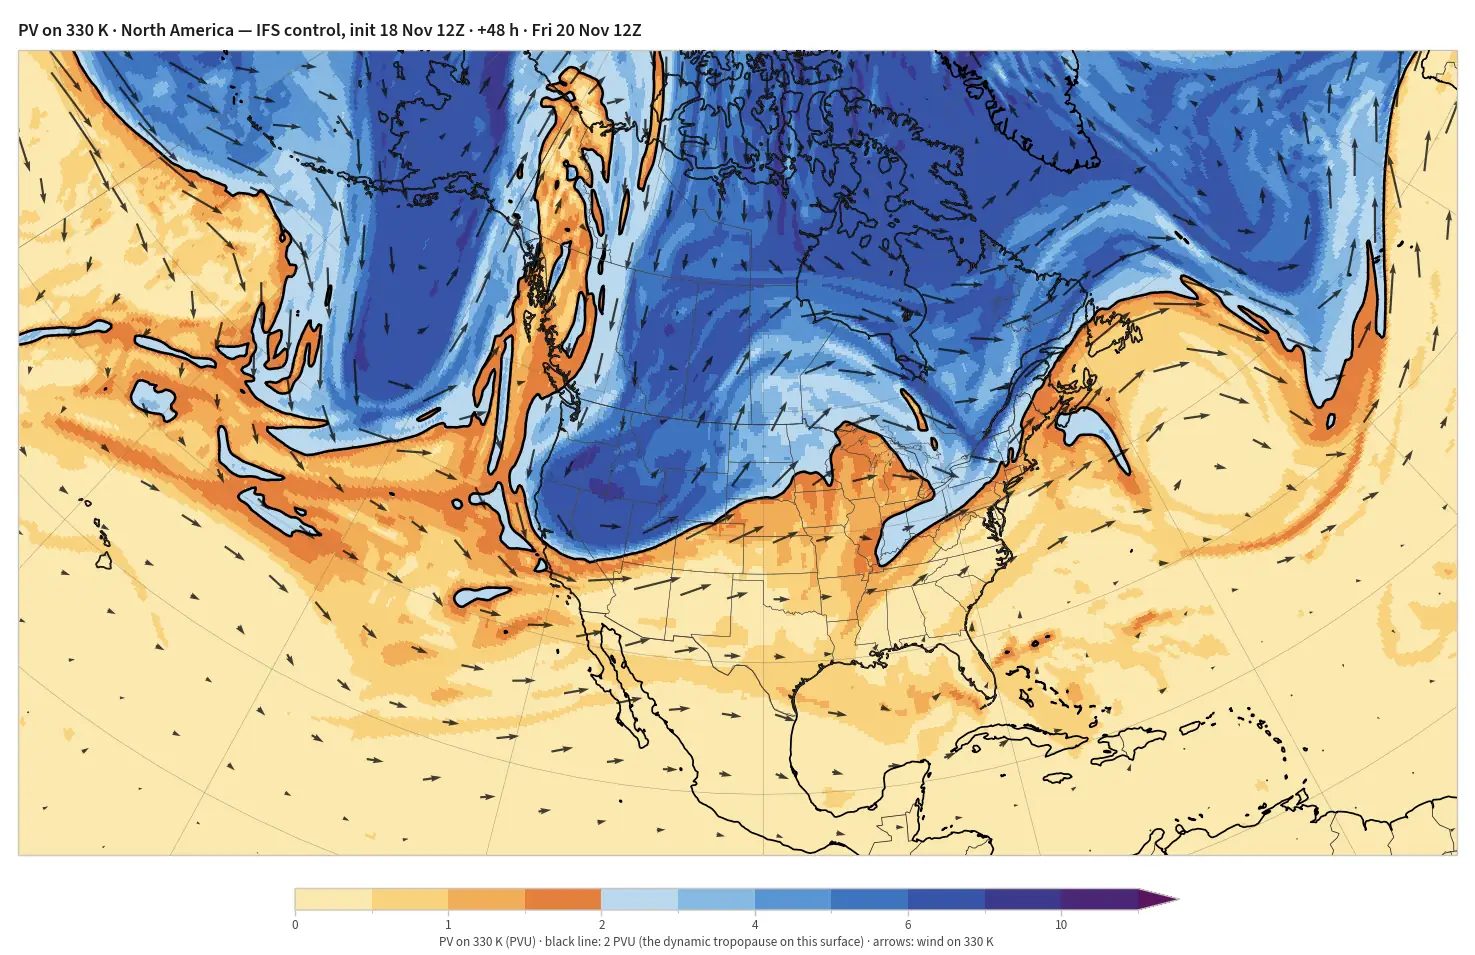 PV on 330 K · North America — IFS control, init 18 Nov 12Z · +48 h · Fri 20 Nov 12Z
0 1 2 4 6 10
PV on 330 K (PVU) · black line: 2 PVU (the dynamic tropopause on this surface) · arrows: wind on 330 K